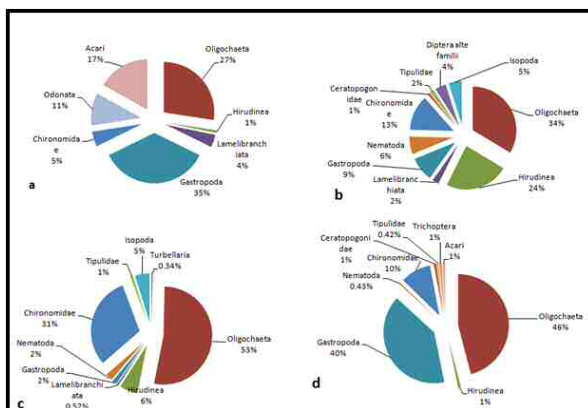 Acari
17%
Oligochaeta
27%
Odonata
11%
Hirudinea
1%
Chironomida
e
5%
Lamelibranc
hiata
4%
Gastropoda
35%
a
Diptera alte
familii
4%
Isopoda
5%
Tipulidae
2%
Ceratopogon
idae
1%
Chironomida
e
13%
Oligochaeta
34%
Nematoda
6%
Gastropoda
9%
Lamelibranc
hiata
2%
Hirudinea
24%
b
Isopoda
5%
Turbellaria
0.34%
Tipulidae
1%
Chironomidae
31%
Oligochaeta
53%
Nematoda
2%
Gastropoda
2%
Lamelibranchi
ata
0.52%
Hirudinea
6%
c
Tipulidae
0.42%
Trichoptera
1%
Acari
1%
Ceratopogoni
dae
1%
Chironomidae
10%
Nematoda
0.43%
Oligochaeta
46%
Gastropoda
40%
Hirudinea
1%
d